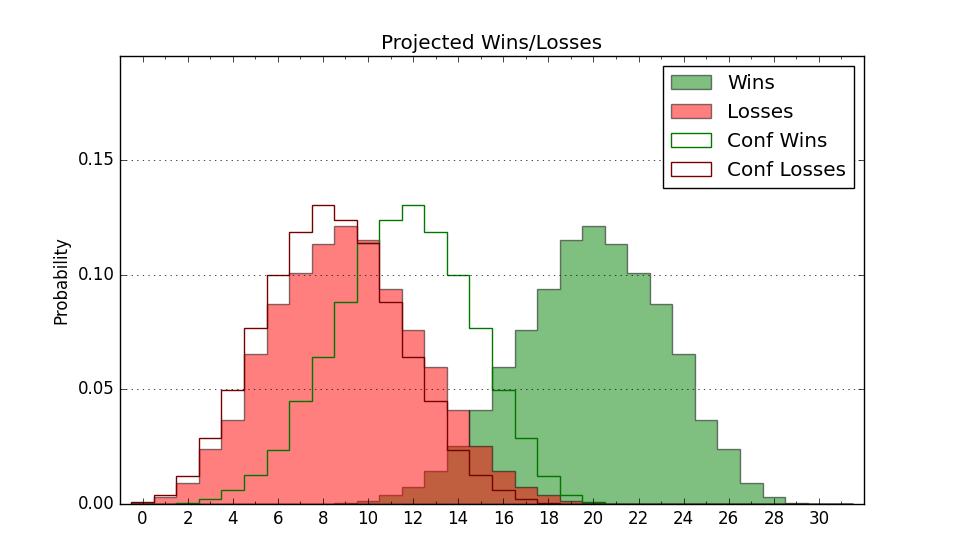 Projected Wins/Losses
Wins
Losses
Conf Wins
Conf Losses
Probability
0.15
0.10
0.05
0.00
0 2 4 6 8 10 12 14 16 18 20 22 24 26 28 30